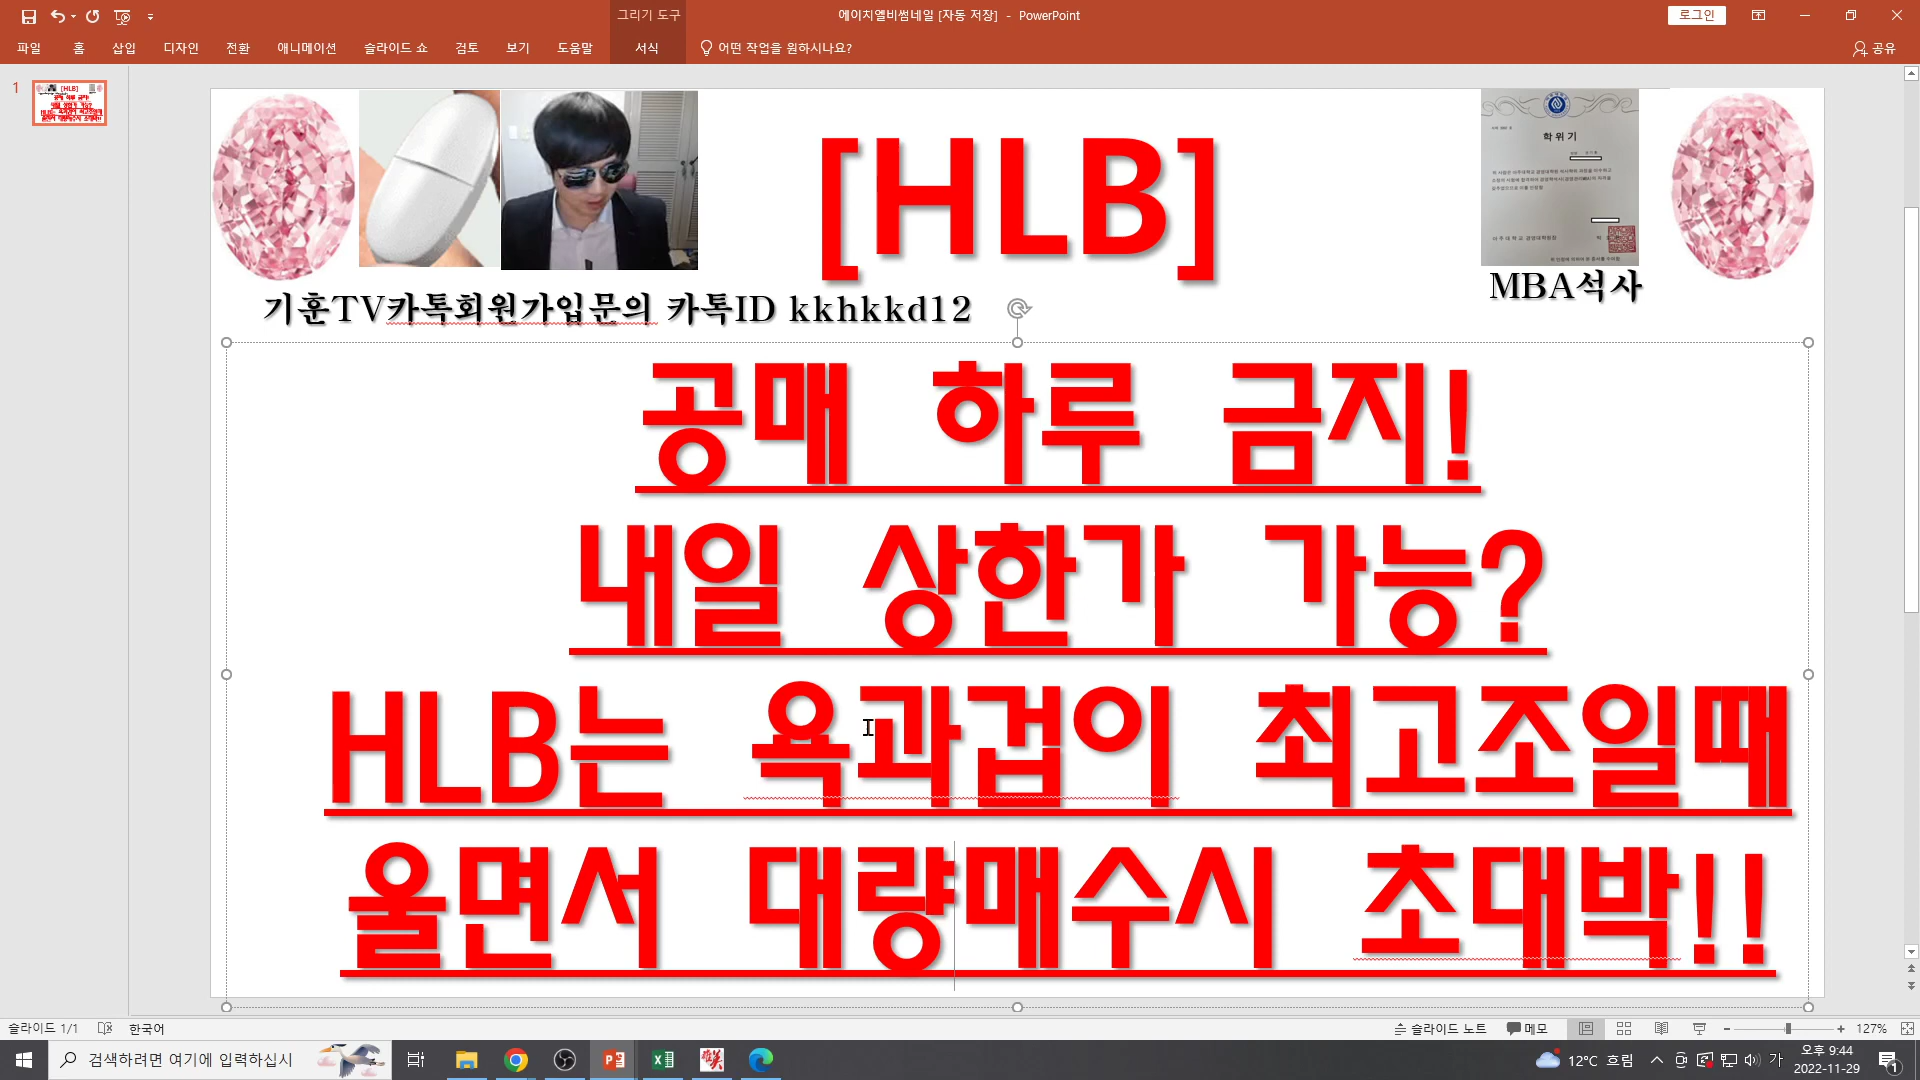 그리기 도구
에이치엘비썸네일 [자동 저장] - PowerPoint
로그인
파일 홈 삽입 디자인 전환 애니메이션 슬라이드 쇼 검토 보기 도움말 서식 어떤 작업을 원하시나요? 공유
1
[HLB]
학 위 기
MBA석사
기훈TV카톡회원가입문의 카톡ID kkhkkd12
공매 하루 금지!
내일 상한가 가능?
HLB는 욕과겁이 최고조일때
울면서 대량매수시 초대박!!
슬라이드 1/1 한국어 슬라이드 노트 메모 127%
검색하려면 여기에 입력하십시
12°C 흐림 가 오후 9:44
2022-11-29
1